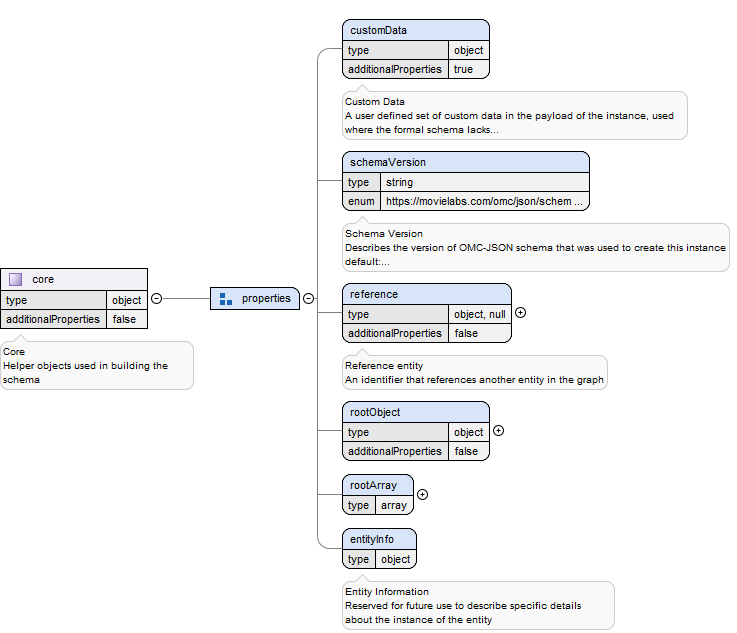 customData
type object
additionalProperties true
Custom Data
A user defined set of custom data in the payload of the instance, used
where the formal schema lacks...
schemaVersion
type string
enum https://movielabs.com/omc/json/schem ...
Schema Version
Describes the version of OMC-JSON schema that was used to create this instance
default:...
core
type object
additionalProperties false
Core
Helper objects used in building the
schema
properties
reference
type object, null
additionalProperties false
Reference entity
An identifier that references another entity in the graph
rootObject
type object
additionalProperties false
rootArray
type array
entityInfo
type object
Entity Information
Reserved for future use to describe specific details
about the instance of the entity